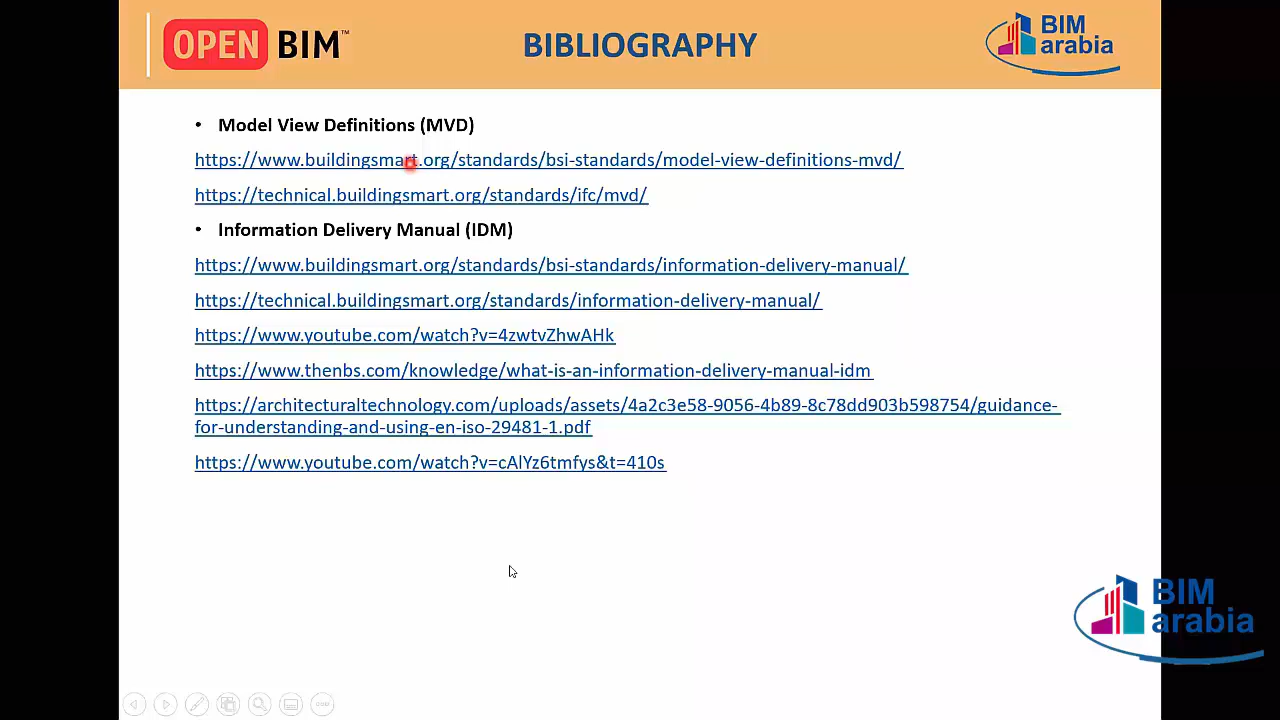 OPEN BIM™
BIBLIOGRAPHY
BIM
arabia
• Model View Definitions (MVD)
https://www.buildingsmart.org/standards/bsi-standards/model-view-definitions-mvd/
https://technical.buildingsmart.org/standards/ifc/mvd/
• Information Delivery Manual (IDM)
https://www.buildingsmart.org/standards/bsi-standards/information-delivery-manual/
https://technical.buildingsmart.org/standards/information-delivery-manual/
https://www.youtube.com/watch?v=4zwtvZhwAHk
https://www.thenbs.com/knowledge/what-is-an-information-delivery-manual-idm
https://architecturaltechnology.com/uploads/assets/4a2c3e58-9056-4b89-8c78dd903b598754/guidance-
for-understanding-and-using-en-iso-29481-1.pdf
https://www.youtube.com/watch?v=cAlYz6tmfys&t=410s
BIM
arabia